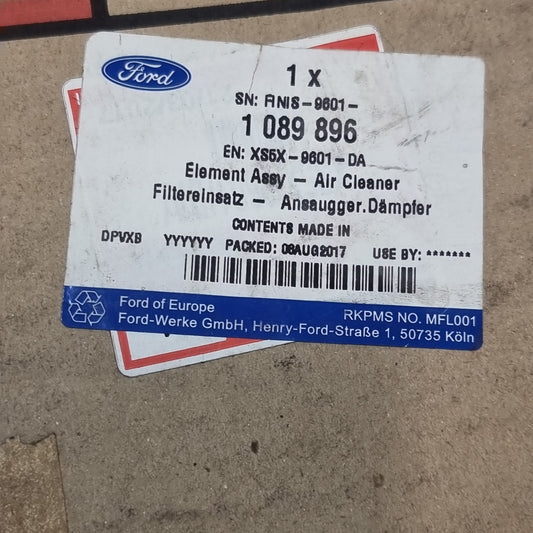 Ford
1 X
SN: FINIS-9601-
1 089 896
EN: XS5X-9601-DA
Element Assy - Air Cleaner
Filtereinsatz - Ansaugger.Dämpfer
CONTENTS MADE IN
DPVXB YYYYYY PACKED: 08AUG2017 USE BY: *******
Ford of Europe RKPMS NO. MFL001
Ford-Werke GmbH, Henry-Ford-Straße 1, 50735 Köln